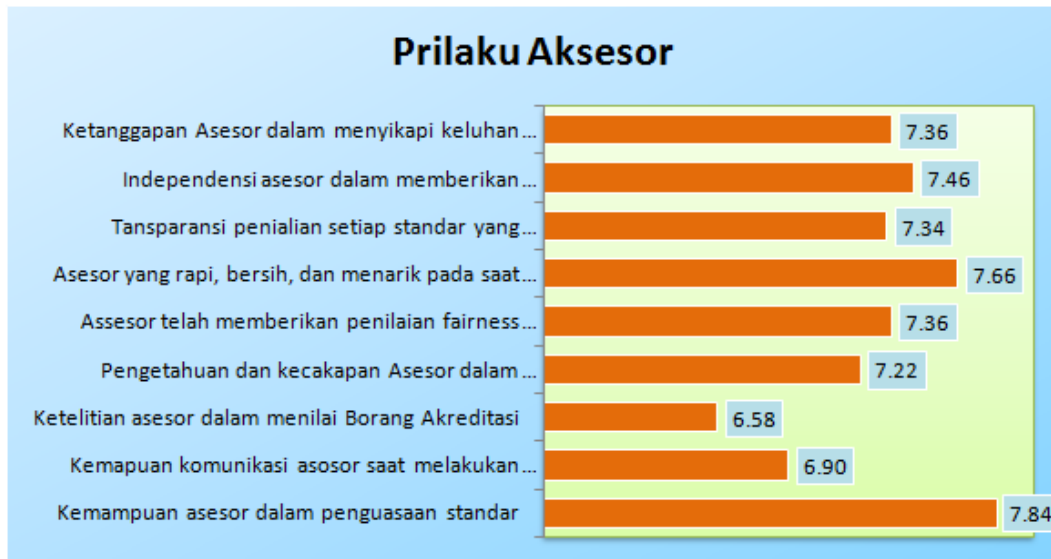 Prilaku Aksesor
Ketanggapan Asesor dalam menyikapi keluhan ... 7.36
Independensi asesor dalam memberikan ... 7.46
Tansparansi penialian setiap standar yang ... 7.34
Asesor yang rapi, bersih, dan menarik pada saat ... 7.66
Assesor telah memberikan penilaian fairness ... 7.36
Pengetahuan dan kecakapan Asesor dalam ... 7.22
Ketelitian asesor dalam menilai Borang Akreditasi 6.58
Kemapuan komunikasi asosor saat melakukan ... 6.90
Kemampuan asesor dalam penguasaan standar 7.84